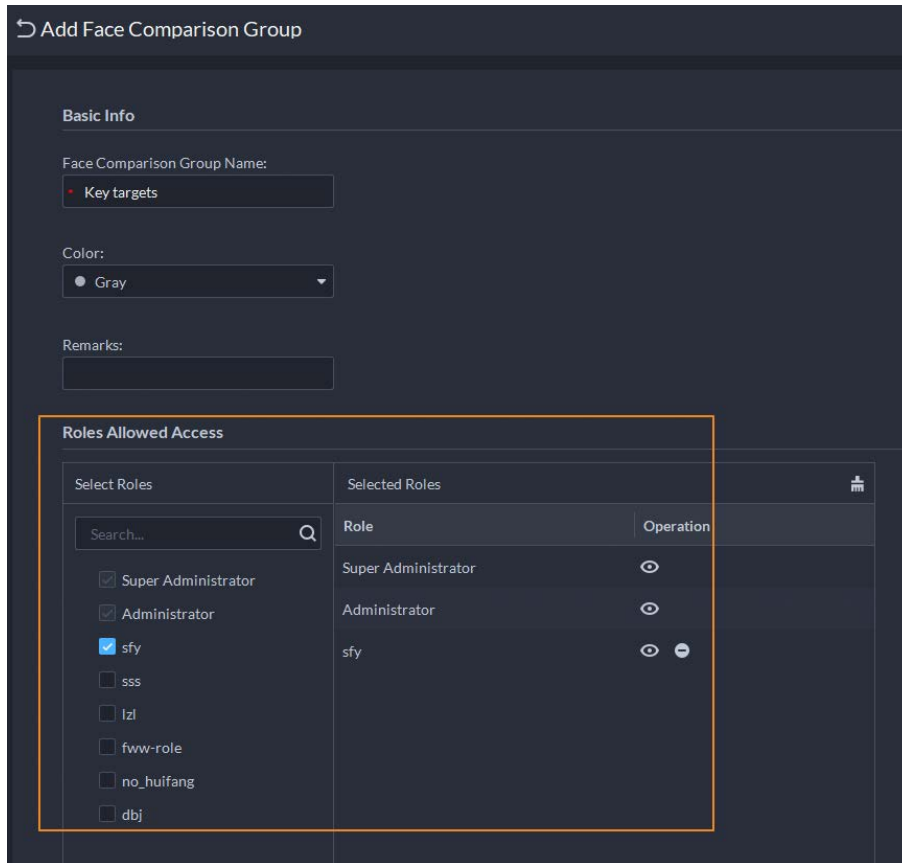 Add Face Comparison Group
Basic Info
Face Comparison Group Name:
* Key targets
Color:
Gray
Remarks:
Roles Allowed Access
Select Roles
Search...
Super Administrator
Administrator
sfy
sss
lzl
fww-role
no_huifang
dbj
Selected Roles
Role Operation
Super Administrator
Administrator
sfy